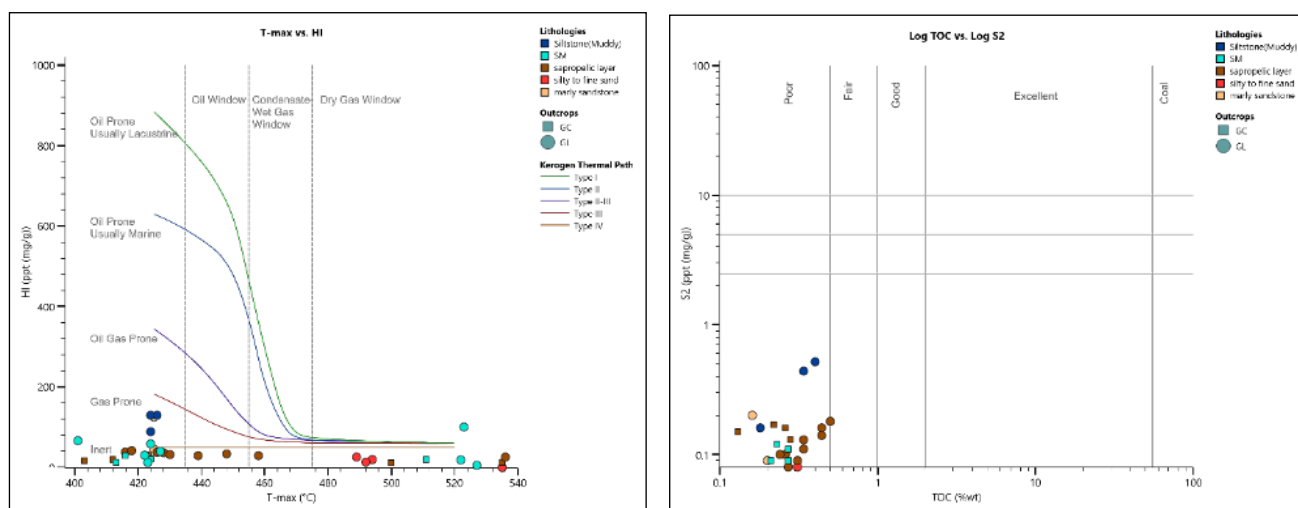 T-max vs. HI
Lithologies
Siltstone(Muddy)
SM
sapropelic layer
silty to fine sand
marly sandstone
Outcrops
GC
GL
Kerogen Thermal Path
Type I
Type II
Type II-III
Type III
Type IV
1000
800
600
400
200
0
HI (ppt (mg/g))
Oil Window
Condensate-
Wet Gas
Window
Dry Gas Window
Oil Prone
Usually Lacustrine
Oil Prone
Usually Marine
Oil Gas Prone
Gas Prone
Inert
400
420
440
460
480
500
520
540
T-max (°C)
Log TOC vs. Log S2
Lithologies
Siltstone(Muddy)
SM
sapropelic layer
silty to fine sand
marly sandstone
Outcrops
GC
GL
100
10
1
0.1
S2 (ppt (mg/g))
Poor
Fair
Good
Excellent
Coal
0.1
1
10
100
TOC (%wt)